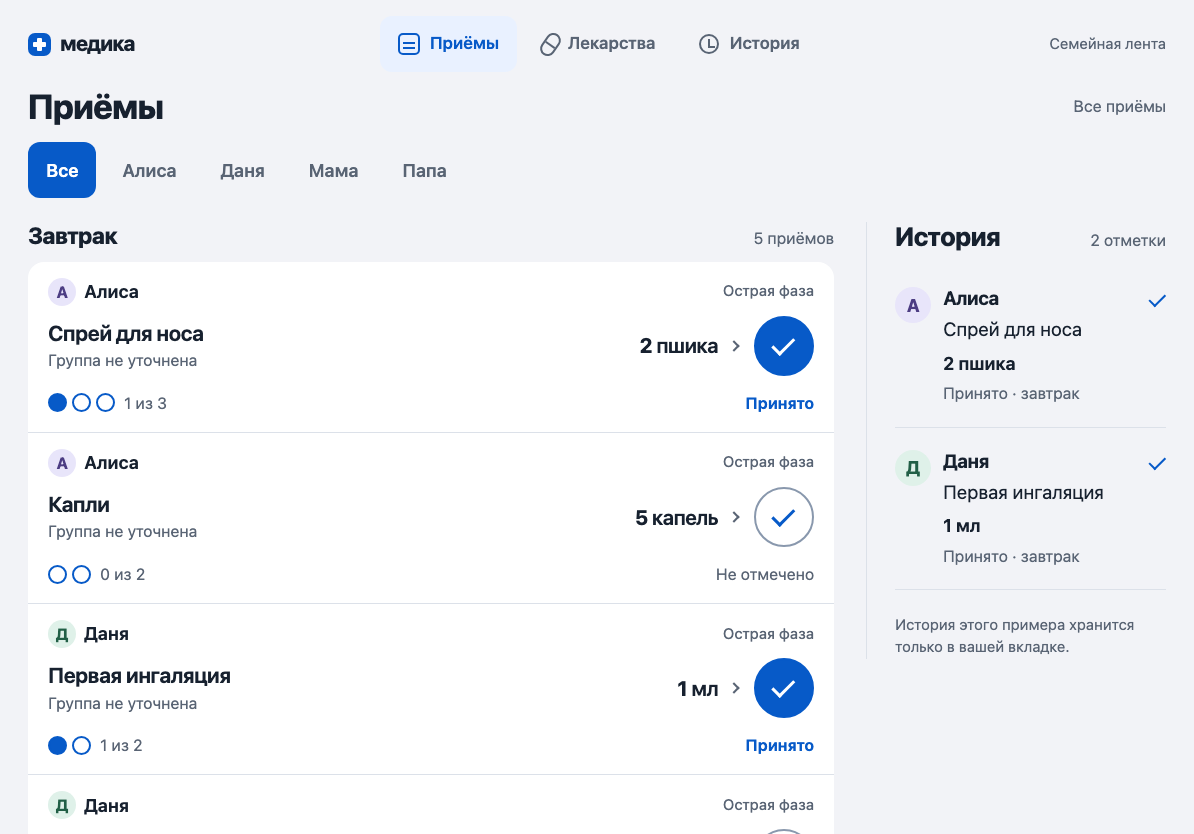 медика
Приёмы
Лекарства
История
Семейная лента
Приёмы
Все приёмы
Все
Алиса
Даня
Мама
Папа
Завтрак
5 приёмов
А Алиса
Острая фаза
Спрей для носа
Группа не уточнена
2 пшика
1 из 3
Принято
А Алиса
Острая фаза
Капли
Группа не уточнена
5 капель
0 из 2
Не отмечено
Д Даня
Острая фаза
Первая ингаляция
Группа не уточнена
1 мл
1 из 2
Принято
Д Даня
Острая фаза
История
2 отметки
А Алиса
Спрей для носа
2 пшика
Принято · завтрак
Д Даня
Первая ингаляция
1 мл
Принято · завтрак
История этого примера хранится
только в вашей вкладке.